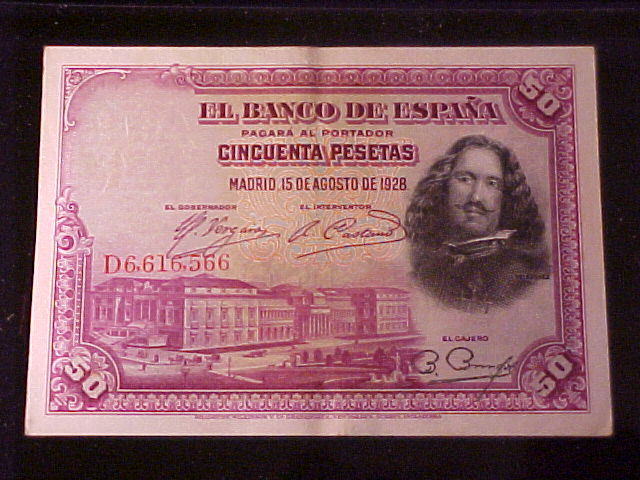 50
EL BANCO DE ESPAÑA
PAGARÁ AL PORTADOR
CINCUENTA PESETAS
MADRID, 15 DE AGOSTO DE 1928
EL GOBERNADOR
EL INTERVENTOR
D6,616,566
EL CAJERO
50
50